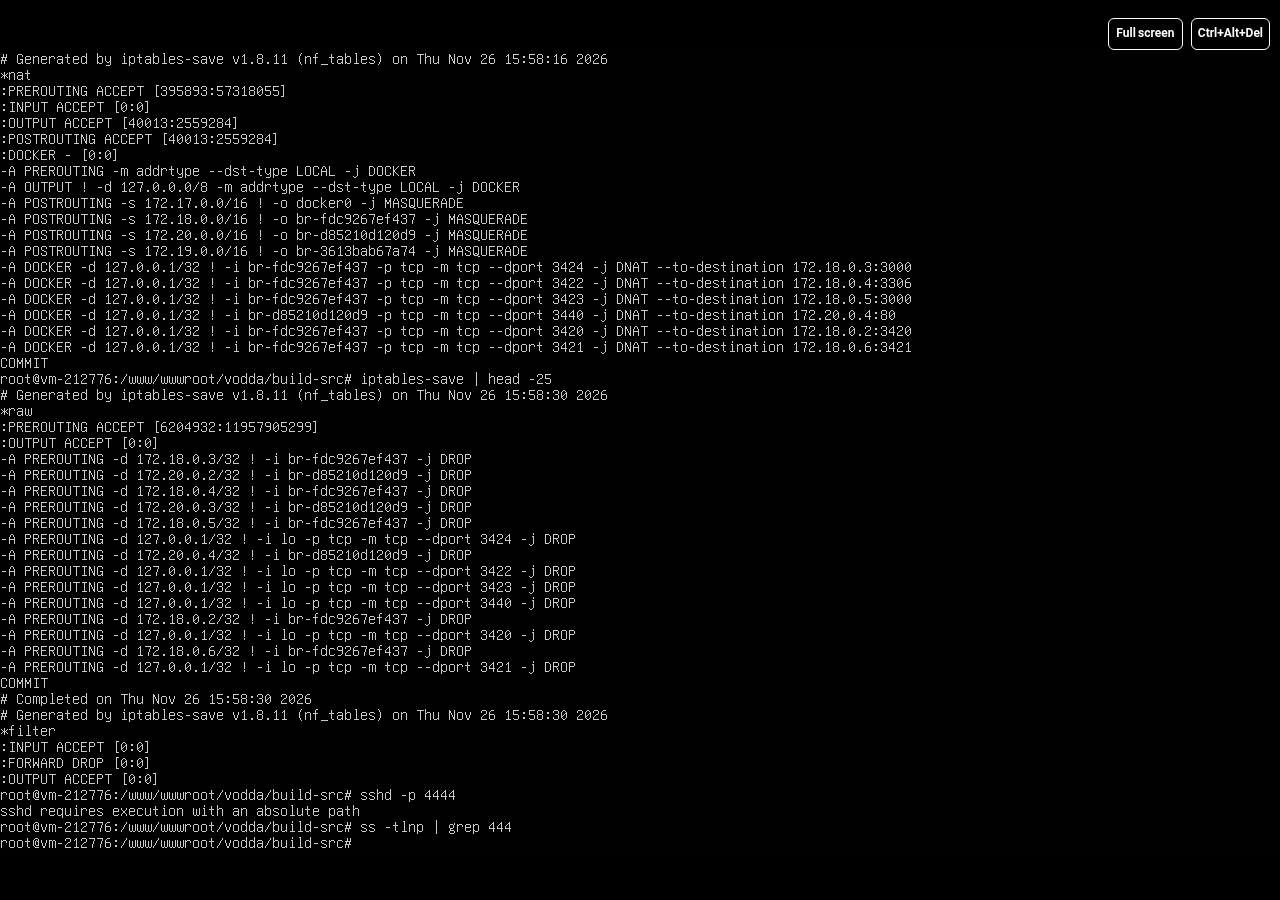 Full screen
Ctrl+Alt+Del
# Generated by iptables-save v1.8.11 (nf_tables) on Thu Nov 26 15:58:16 2026
*nat
:PREROUTING ACCEPT [395893:57318055]
:INPUT ACCEPT [0:0]
:OUTPUT ACCEPT [40013:2559284]
:POSTROUTING ACCEPT [40013:2559284]
:DOCKER - [0:0]
-A PREROUTING -m addrtype --dst-type LOCAL -j DOCKER
-A OUTPUT ! -d 127.0.0.0/8 -m addrtype --dst-type LOCAL -j DOCKER
-A POSTROUTING -s 172.17.0.0/16 ! -o docker0 -j MASQUERADE
-A POSTROUTING -s 172.18.0.0/16 ! -o br-fdc9267ef437 -j MASQUERADE
-A POSTROUTING -s 172.20.0.0/16 ! -o br-d85210d120d9 -j MASQUERADE
-A POSTROUTING -s 172.19.0.0/16 ! -o br-3613bab67a74 -j MASQUERADE
-A DOCKER -d 127.0.0.1/32 ! -i br-fdc9267ef437 -p tcp -m tcp --dport 3424 -j DNAT --to-destination 172.18.0.3:3000
-A DOCKER -d 127.0.0.1/32 ! -i br-fdc9267ef437 -p tcp -m tcp --dport 3422 -j DNAT --to-destination 172.18.0.4:3306
-A DOCKER -d 127.0.0.1/32 ! -i br-fdc9267ef437 -p tcp -m tcp --dport 3423 -j DNAT --to-destination 172.18.0.5:3000
-A DOCKER -d 127.0.0.1/32 ! -i br-d85210d120d9 -p tcp -m tcp --dport 3440 -j DNAT --to-destination 172.20.0.4:80
-A DOCKER -d 127.0.0.1/32 ! -i br-fdc9267ef437 -p tcp -m tcp --dport 3420 -j DNAT --to-destination 172.18.0.2:3420
-A DOCKER -d 127.0.0.1/32 ! -i br-fdc9267ef437 -p tcp -m tcp --dport 3421 -j DNAT --to-destination 172.18.0.6:3421
COMMIT
root@vm-212776:/www/wwwroot/vodda/build-src# iptables-save | head -25
# Generated by iptables-save v1.8.11 (nf_tables) on Thu Nov 26 15:58:30 2026
*raw
:PREROUTING ACCEPT [6204932:11957905299]
:OUTPUT ACCEPT [0:0]
-A PREROUTING -d 172.18.0.3/32 ! -i br-fdc9267ef437 -j DROP
-A PREROUTING -d 172.20.0.2/32 ! -i br-d85210d120d9 -j DROP
-A PREROUTING -d 172.18.0.4/32 ! -i br-fdc9267ef437 -j DROP
-A PREROUTING -d 172.20.0.3/32 ! -i br-d85210d120d9 -j DROP
-A PREROUTING -d 172.18.0.5/32 ! -i br-fdc9267ef437 -j DROP
-A PREROUTING -d 127.0.0.1/32 ! -i lo -p tcp -m tcp --dport 3424 -j DROP
-A PREROUTING -d 172.20.0.4/32 ! -i br-d85210d120d9 -j DROP
-A PREROUTING -d 127.0.0.1/32 ! -i lo -p tcp -m tcp --dport 3422 -j DROP
-A PREROUTING -d 127.0.0.1/32 ! -i lo -p tcp -m tcp --dport 3423 -j DROP
-A PREROUTING -d 127.0.0.1/32 ! -i lo -p tcp -m tcp --dport 3440 -j DROP
-A PREROUTING -d 172.18.0.2/32 ! -i br-fdc9267ef437 -j DROP
-A PREROUTING -d 127.0.0.1/32 ! -i lo -p tcp -m tcp --dport 3420 -j DROP
-A PREROUTING -d 172.18.0.6/32 ! -i br-fdc9267ef437 -j DROP
-A PREROUTING -d 127.0.0.1/32 ! -i lo -p tcp -m tcp --dport 3421 -j DROP
COMMIT
# Completed on Thu Nov 26 15:58:30 2026
# Generated by iptables-save v1.8.11 (nf_tables) on Thu Nov 26 15:58:30 2026
*filter
:INPUT ACCEPT [0:0]
:FORWARD DROP [0:0]
:OUTPUT ACCEPT [0:0]
root@vm-212776:/www/wwwroot/vodda/build-src# sshd -p 4444
sshd requires execution with an absolute path
root@vm-212776:/www/wwwroot/vodda/build-src# ss -tlnp | grep 444
root@vm-212776:/www/wwwroot/vodda/build-src#